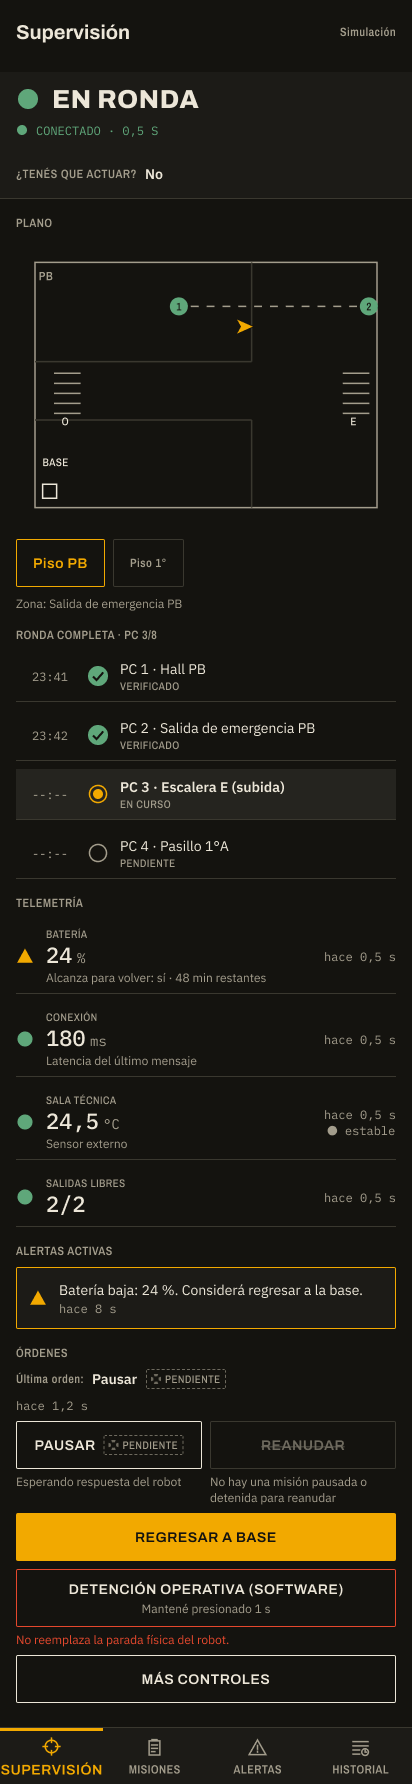 Supervisión
Simulación
EN RONDA
CONECTADO · 0,5 S
¿TENÉS QUE ACTUAR? No
PLANO
PB
1
2
O
E
BASE
Piso PB
Piso 1°
Zona: Salida de emergencia PB
RONDA COMPLETA · PC 3/8
23:41
PC 1 · Hall PB
VERIFICADO
23:42
PC 2 · Salida de emergencia PB
VERIFICADO
--:--
PC 3 · Escalera E (subida)
EN CURSO
--:--
PC 4 · Pasillo 1°A
PENDIENTE
TELEMETRÍA
BATERÍA
24 %
hace 0,5 s
Alcanza para volver: sí · 48 min restantes
CONEXIÓN
180 ms
hace 0,5 s
Latencia del último mensaje
SALA TÉCNICA
24,5 °C
hace 0,5 s
estable
Sensor externo
SALIDAS LIBRES
2/2
hace 0,5 s
ALERTAS ACTIVAS
Batería baja: 24 %. Considerá regresar a la base.
hace 8 s
ÓRDENES
Última orden: Pausar PENDIENTE
hace 1,2 s
PAUSAR PENDIENTE
REANUDAR
Esperando respuesta del robot
No hay una misión pausada o
detenida para reanudar
REGRESAR A BASE
DETENCIÓN OPERATIVA (SOFTWARE)
Mantené presionado 1 s
No reemplaza la parada física del robot.
MÁS CONTROLES
SUPERVISIÓN
MISIONES
ALERTAS
HISTORIAL